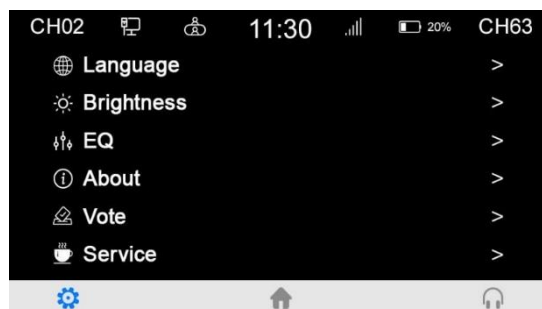 CH02 11:30 20% CH63
Language >
Brightness >
EQ >
About >
Vote >
Service >